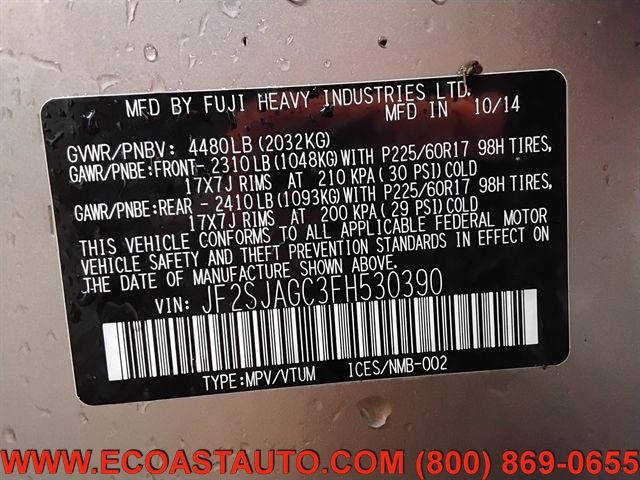 MFD BY FUJI HEAVY INDUSTRIES LTD.
MFD IN 10/14
GVWR/PNBV: 4480LB(2032KG)
GAWR/PNBE:FRONT- 2310LB(1048KG)WITH P225/60R17 98H TIRES,
17X7J RIMS AT 210 KPA( 30 PSI)COLD
GAWR/PNBE:REAR - 2410LB(1093KG)WITH P225/60R17 98H TIRES,
17X7J RIMS AT 200 KPA( 29 PSI)COLD
THIS VEHICLE CONFORMS TO ALL APPLICABLE FEDERAL MOTOR
VEHICLE SAFETY AND THEFT PREVENTION STANDARDS IN EFFECT ON
THE DATE OF MANUFACTURE SHOWN ABOVE.
VIN: JF2SJAGC3FH530390
TYPE:MPV/VTUM ICES/NMB-002
WWW.ECOASTAUTO.COM (800) 869-0655